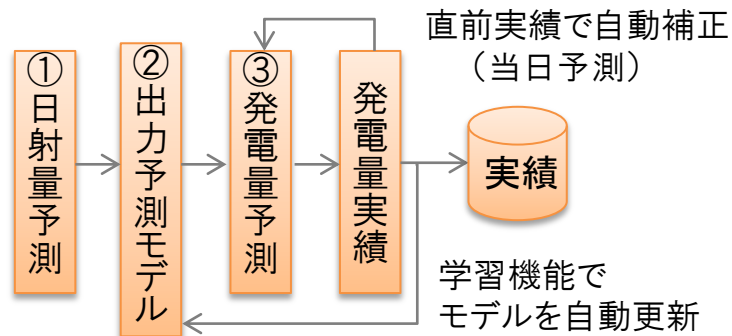 直前実績で自動補正
（当日予測）
①日射量予測
②出力予測モデル
③発電量予測
発電量実績
実績
学習機能で
モデルを自動更新